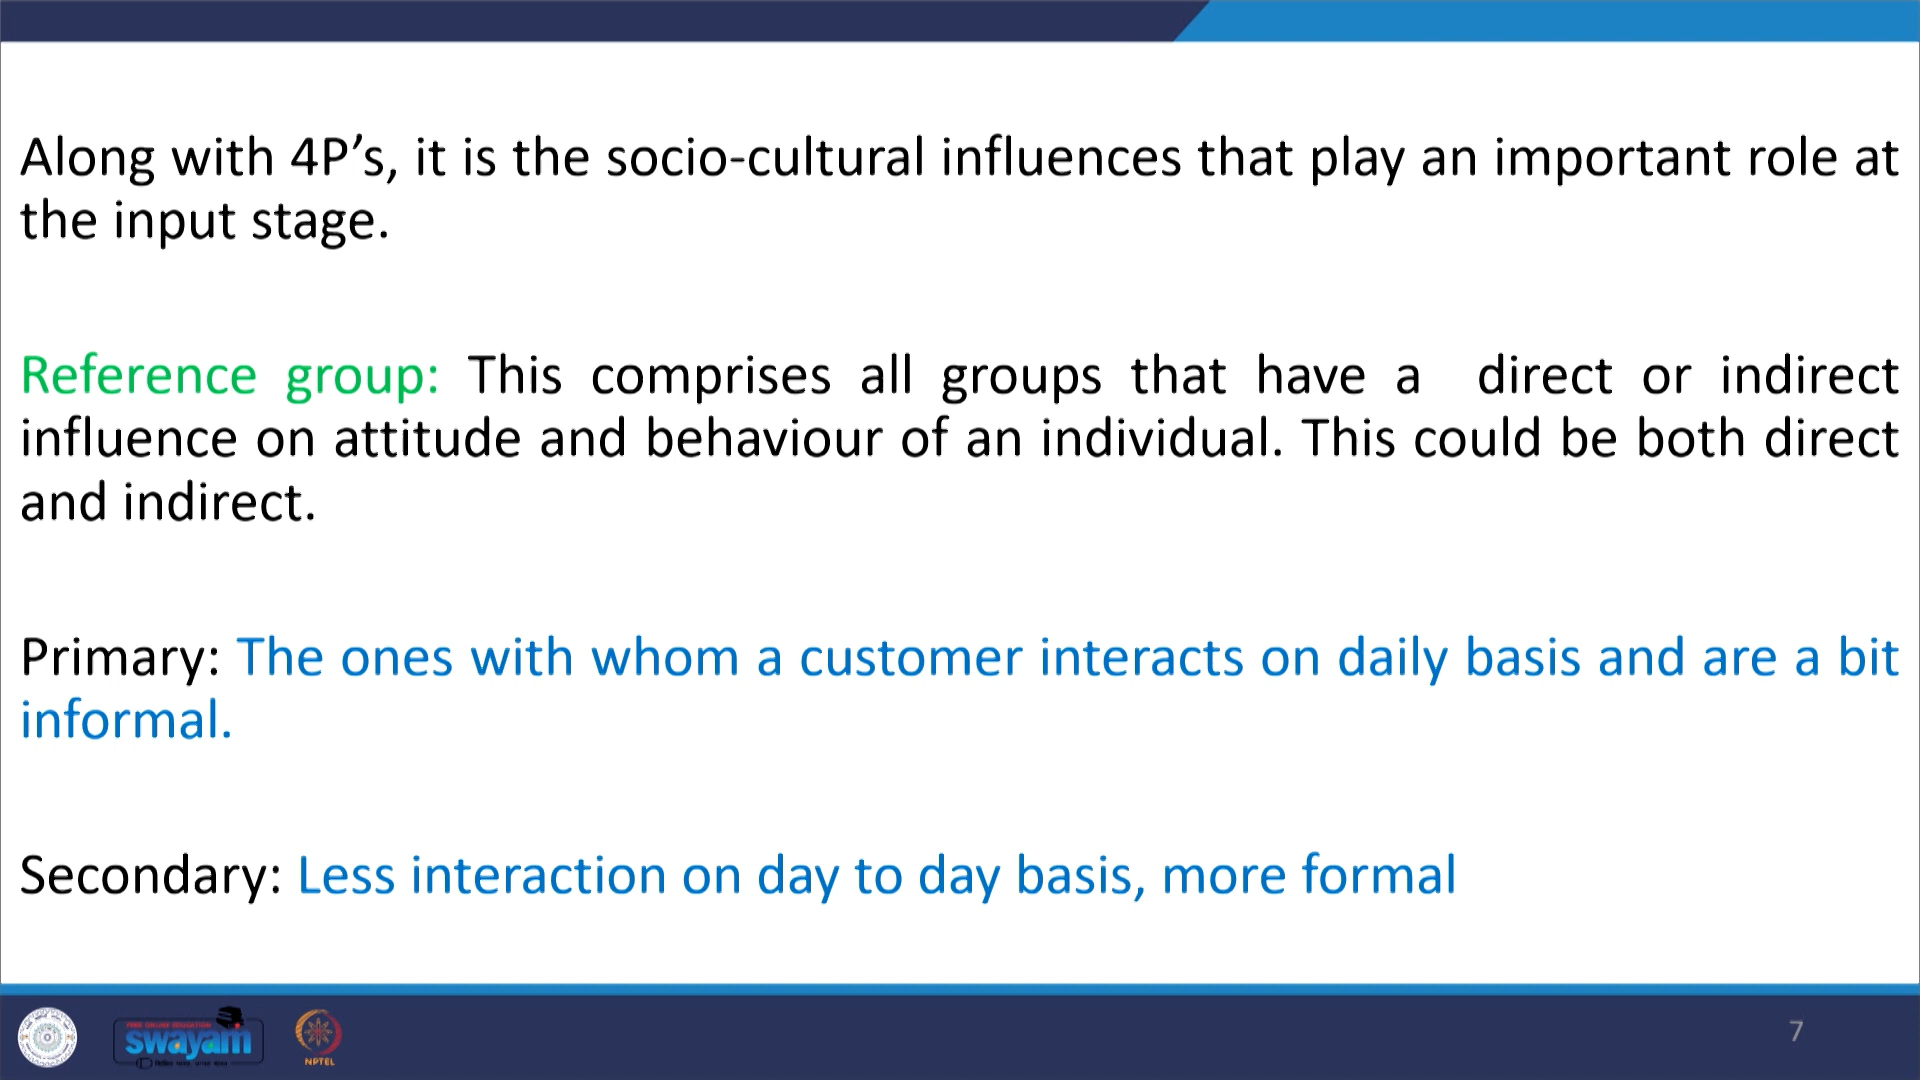 Along with 4P’s, it is the socio-cultural influences that play an important role at
the input stage.
Reference group: This comprises all groups that have a direct or indirect
influence on attitude and behaviour of an individual. This could be both direct
and indirect.
Primary: The ones with whom a customer interacts on daily basis and are a bit
informal.
Secondary: Less interaction on day to day basis, more formal
FREE ONLINE EDUCATION
swayam
NPTEL
7